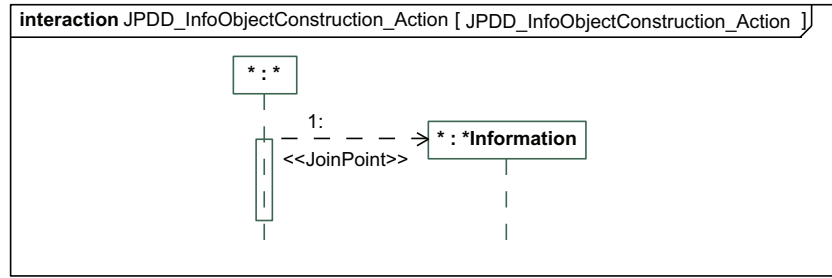 interaction JPDD_InfoObjectConstruction_Action [ JPDD_InfoObjectConstruction_Action ]
* : *
1:
* : *Information
<<JoinPoint>>